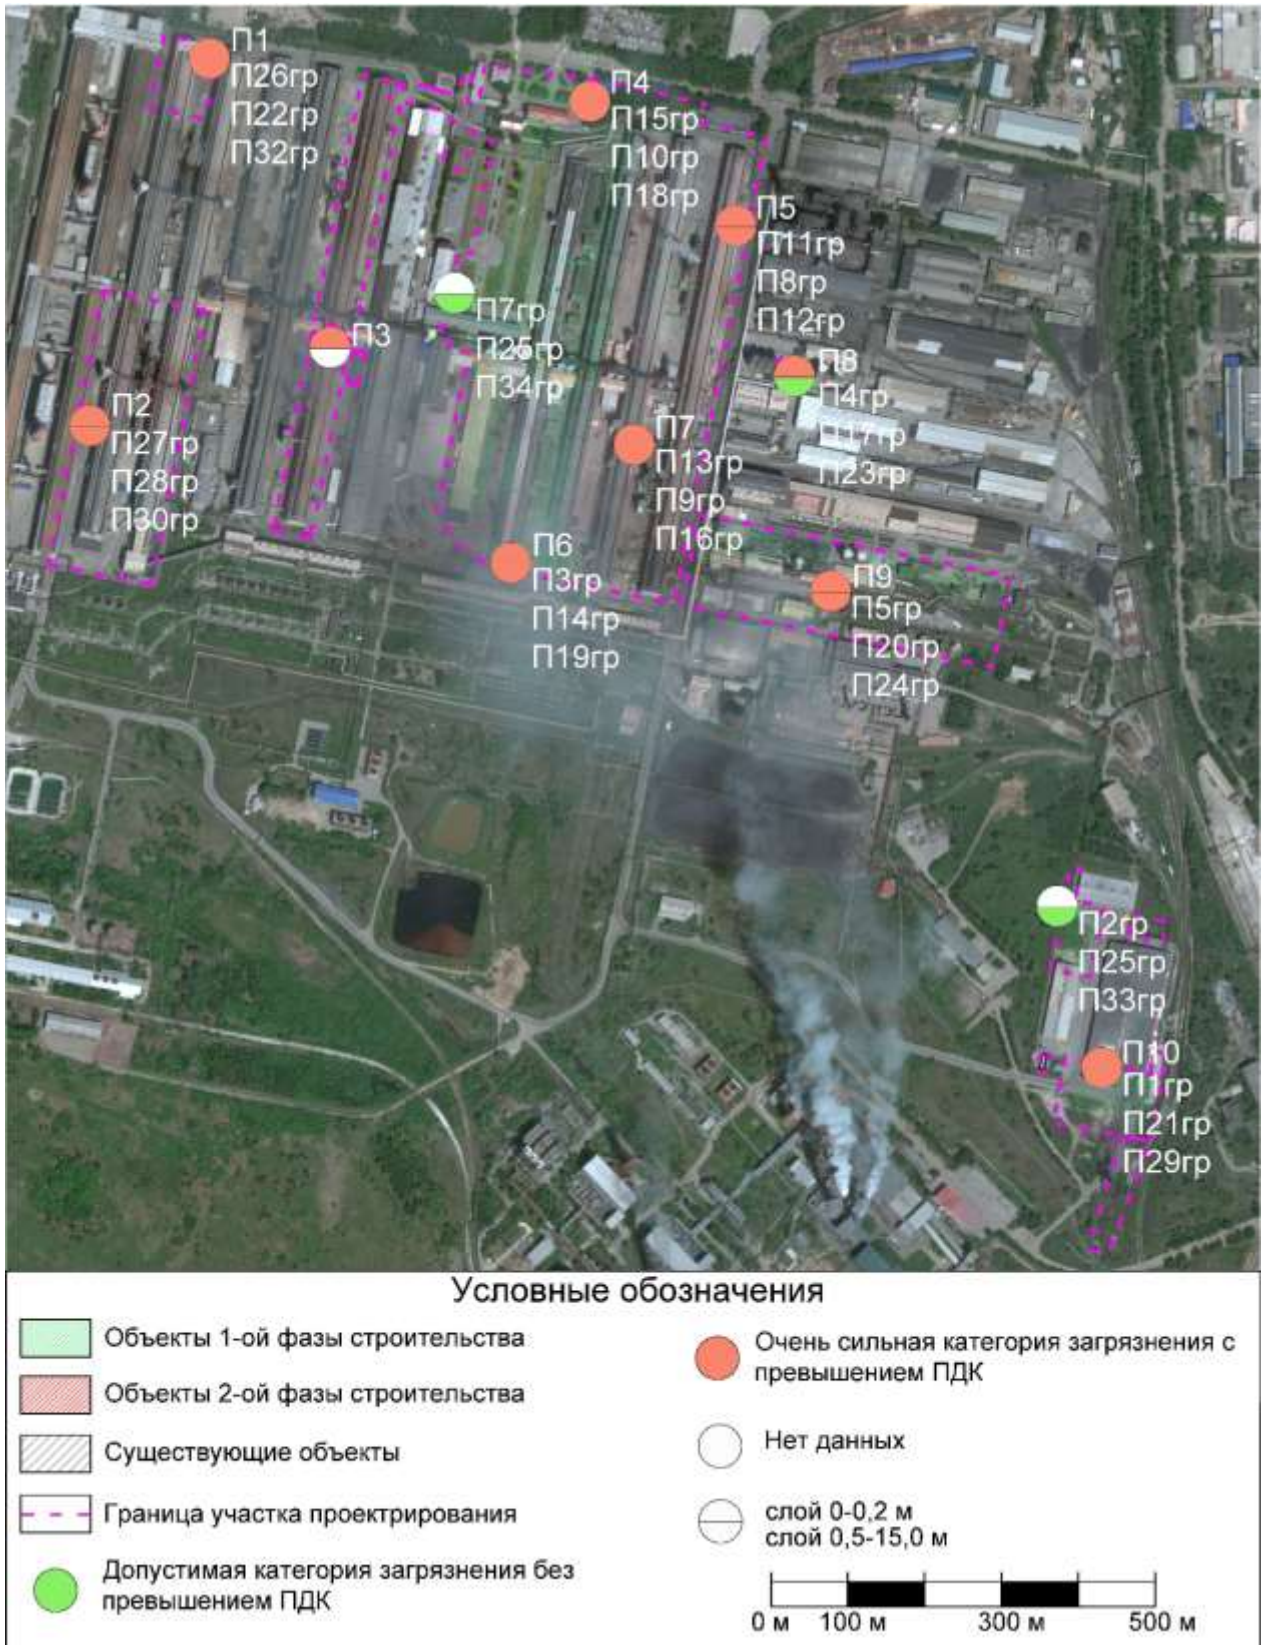 П1
П26гр
П22гр
П32гр
П4
П15гр
П10гр
П18гр
П5
П11гр
П8гр
П12гр
П7гр
П25гр
П34гр
П3
П8
П4гр
П17гр
П23гр
П2
П27гр
П28гр
П30гр
П7
П13гр
П9гр
П16гр
П6
П3гр
П14гр
П19гр
П9
П5гр
П20гр
П24гр
П2гр
П25гр
П33гр
П10
П1гр
П21гр
П29гр
Условные обозначения
Объекты 1-ой фазы строительства
Объекты 2-ой фазы строительства
Существующие объекты
Граница участка проектрирования
Допустимая категория загрязнения без
превышением ПДК
Очень сильная категория загрязнения с
превышением ПДК
Нет данных
слой 0-0,2 м
слой 0,5-15,0 м
0 м 100 м 300 м 500 м